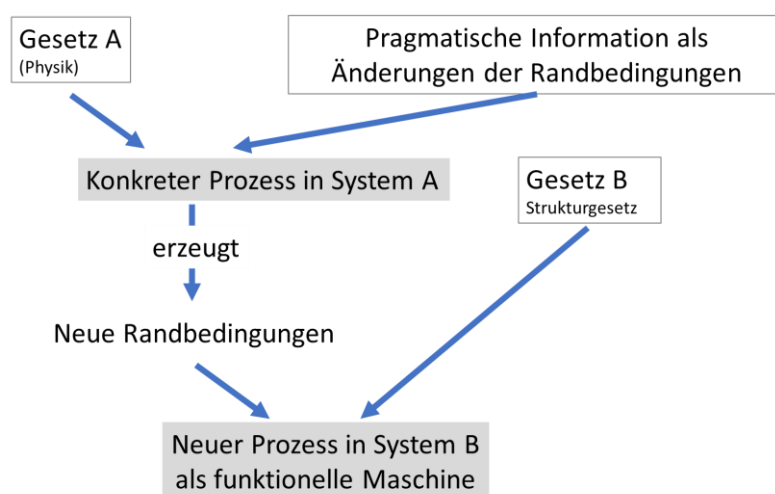 Gesetz A
(Physik)
Pragmatische Information als
Änderungen der Randbedingungen
Konkreter Prozess in System A
Gesetz B
Strukturgesetz
erzeugt
Neue Randbedingungen
Neuer Prozess in System B
als funktionelle Maschine